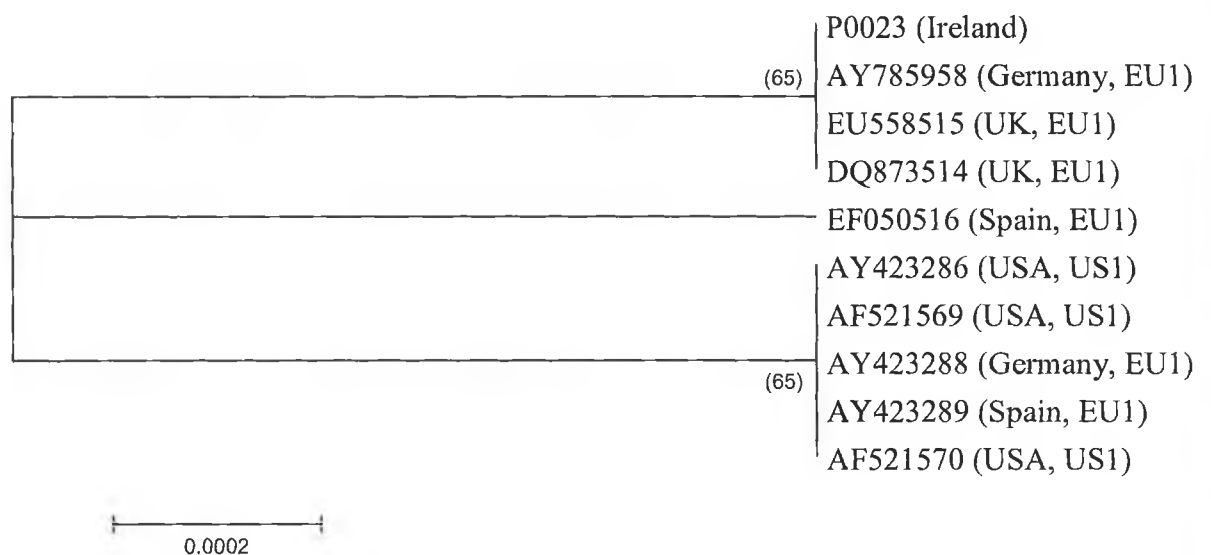 P0023 (Ireland)
(65)
AY785958 (Germany, EU1)
EU558515 (UK, EU1)
DQ873514 (UK, EU1)
EF050516 (Spain, EU1)
AY423286 (USA, US1)
AF521569 (USA, US1)
AY423288 (Germany, EU1)
(65)
AY423289 (Spain, EU1)
AF521570 (USA, US1)
0.0002